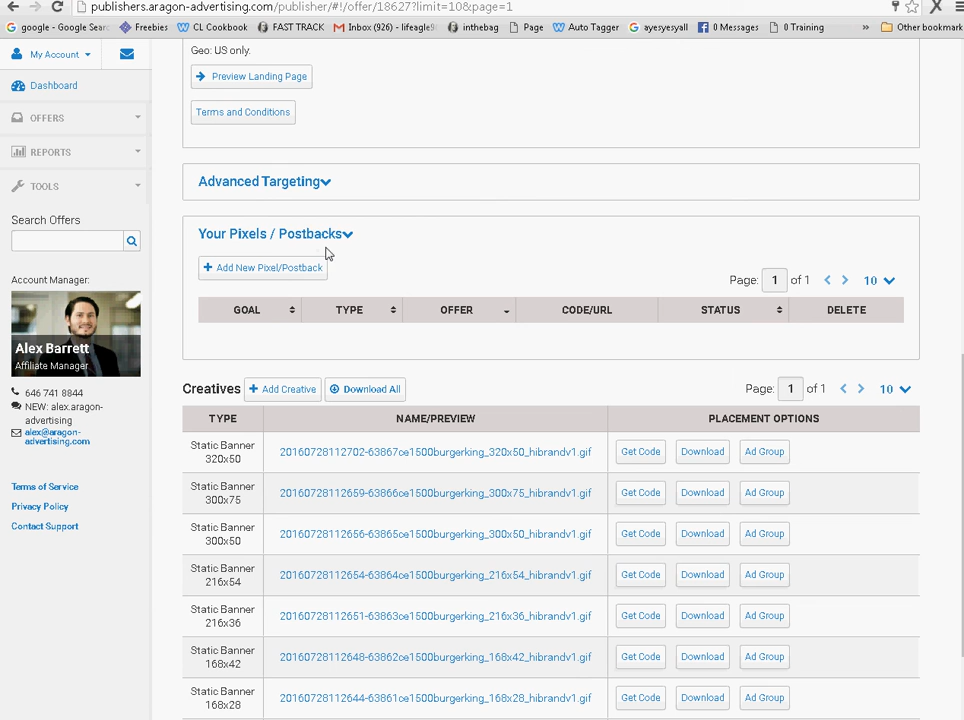 publishers.aragon-advertising.com/publisher/#!/offer/18627?limit=10&page=1
google - Google Searc Freebies CL Cookbook FAST TRACK Inbox (926) - lifeagle9 inthebag Page Auto Tagger ayesyesyall 0 Messages 0 Training » Other bookmark
My Account
Dashboard
OFFERS
REPORTS
TOOLS
Search Offers
Account Manager:
Alex Barrett
Affiliate Manager
646 741 8844
NEW: alex.aragon-
advertising
alex@aragon-
advertising.com
Terms of Service
Privacy Policy
Contact Support
Geo: US only.
Preview Landing Page
Terms and Conditions
Advanced Targeting
Your Pixels / Postbacks
+ Add New Pixel/Postback
Page: 1 of 1 < > 10
GOAL TYPE OFFER CODE/URL STATUS DELETE
Creatives + Add Creative Download All Page: 1 of 1 < > 10
TYPE NAME/PREVIEW PLACEMENT OPTIONS
Static Banner
320x50
20160728112702-63867ce1500burgerking_320x50_hibrandv1.gif Get Code Download Ad Group
Static Banner
300x75
20160728112659-63866ce1500burgerking_300x75_hibrandv1.gif Get Code Download Ad Group
Static Banner
300x50
20160728112656-63865ce1500burgerking_300x50_hibrandv1.gif Get Code Download Ad Group
Static Banner
216x54
20160728112654-63864ce1500burgerking_216x54_hibrandv1.gif Get Code Download Ad Group
Static Banner
216x36
20160728112651-63863ce1500burgerking_216x36_hibrandv1.gif Get Code Download Ad Group
Static Banner
168x42
20160728112648-63862ce1500burgerking_168x42_hibrandv1.gif Get Code Download Ad Group
Static Banner
168x28
20160728112644-63861ce1500burgerking_168x28_hibrandv1.gif Get Code Download Ad Group